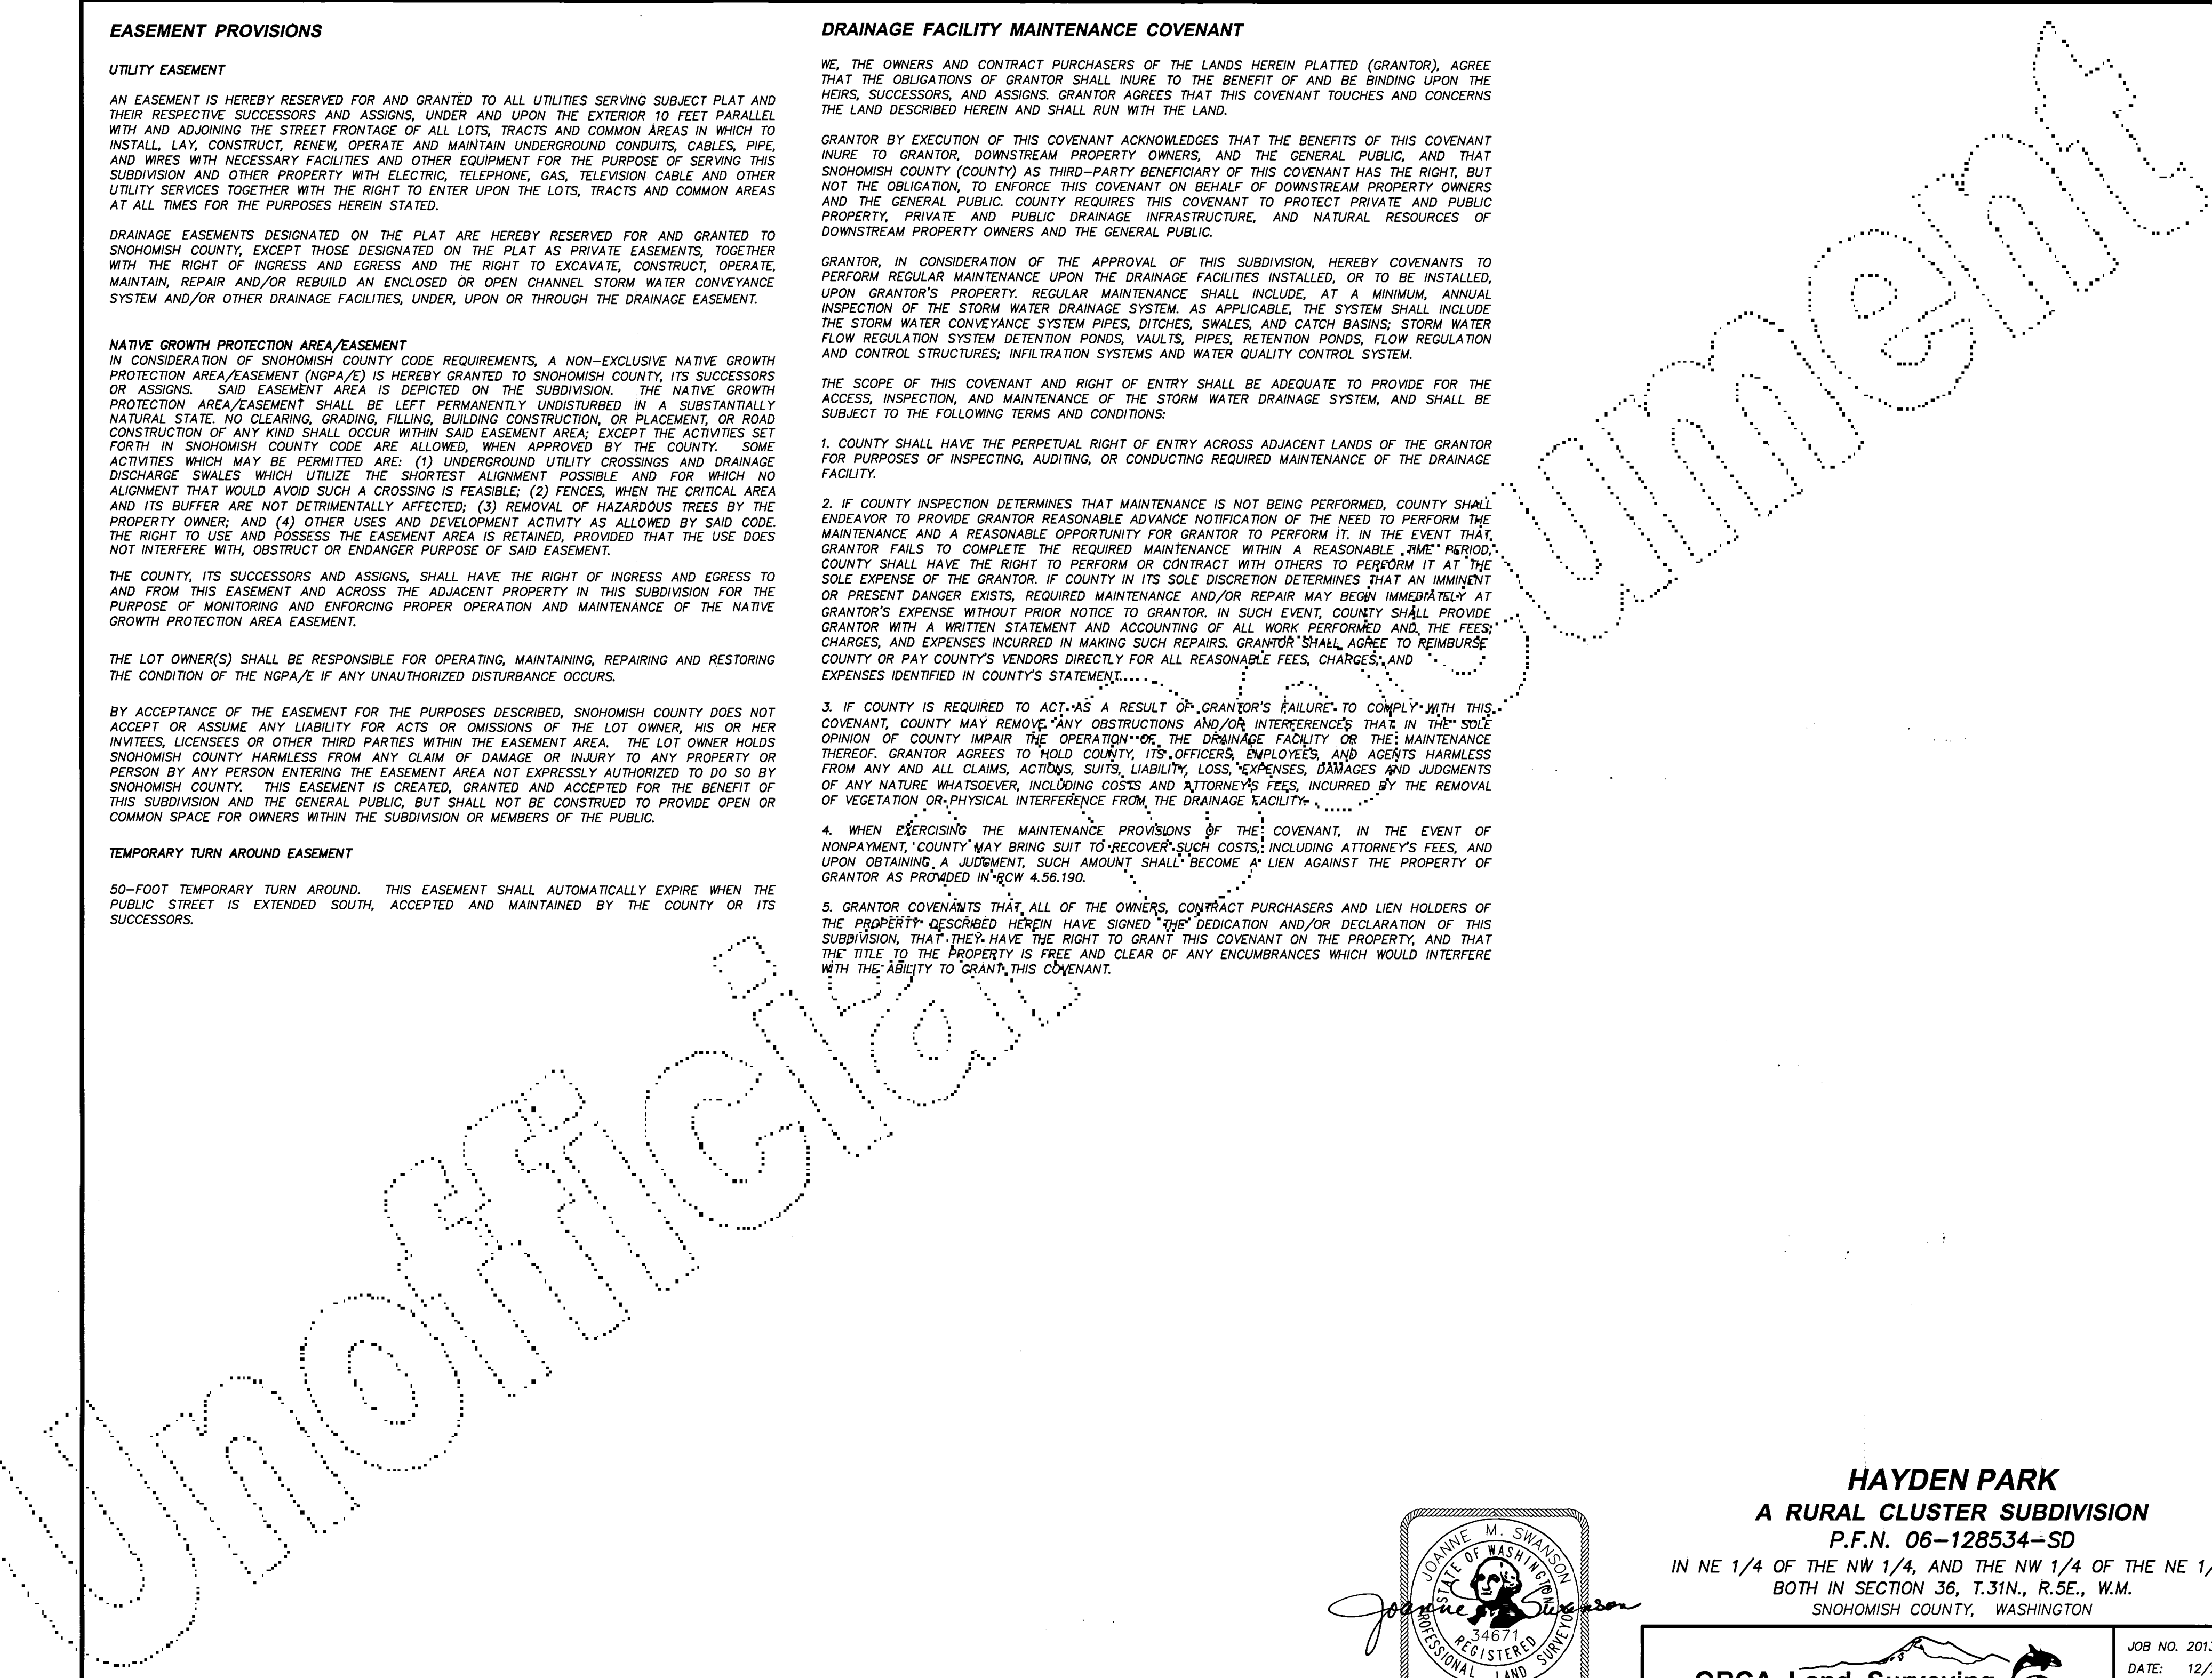 EASEMENT PROVISIONS
UTILITY EASEMENT
AN EASEMENT IS HEREBY RESERVED FOR AND GRANTED TO ALL UTILITIES SERVING SUBJECT PLAT AND
THEIR RESPECTIVE SUCCESSORS AND ASSIGNS, UNDER AND UPON THE EXTERIOR 10 FEET PARALLEL
WITH AND ADJOINING THE STREET FRONTAGE OF ALL LOTS, TRACTS AND COMMON AREAS IN WHICH TO
INSTALL, LAY, CONSTRUCT, RENEW, OPERATE AND MAINTAIN UNDERGROUND CONDUITS, CABLES, PIPE,
AND WIRES WITH NECESSARY FACILITIES AND OTHER EQUIPMENT FOR THE PURPOSE OF SERVING THIS
SUBDIVISION AND OTHER PROPERTY WITH ELECTRIC, TELEPHONE, GAS, TELEVISION CABLE AND OTHER
UTILITY SERVICES TOGETHER WITH THE RIGHT TO ENTER UPON THE LOTS, TRACTS AND COMMON AREAS
AT ALL TIMES FOR THE PURPOSES HEREIN STATED.
DRAINAGE EASEMENTS DESIGNATED ON THE PLAT ARE HEREBY RESERVED FOR AND GRANTED TO
SNOHOMISH COUNTY, EXCEPT THOSE DESIGNATED ON THE PLAT AS PRIVATE EASEMENTS, TOGETHER
WITH THE RIGHT OF INGRESS AND EGRESS AND THE RIGHT TO EXCAVATE, CONSTRUCT, OPERATE,
MAINTAIN, REPAIR AND/OR REBUILD AN ENCLOSED OR OPEN CHANNEL STORM WATER CONVEYANCE
SYSTEM AND/OR OTHER DRAINAGE FACILITIES, UNDER, UPON OR THROUGH THE DRAINAGE EASEMENT.
NATIVE GROWTH PROTECTION AREA/EASEMENT
IN CONSIDERATION OF SNOHOMISH COUNTY CODE REQUIREMENTS, A NON-EXCLUSIVE NATIVE GROWTH
PROTECTION AREA/EASEMENT (NGPA/E) IS HEREBY GRANTED TO SNOHOMISH COUNTY, ITS SUCCESSORS
OR ASSIGNS. SAID EASEMENT AREA IS DEPICTED ON THE SUBDIVISION. THE NATIVE GROWTH
PROTECTION AREA/EASEMENT SHALL BE LEFT PERMANENTLY UNDISTURBED IN A SUBSTANTIALLY
NATURAL STATE. NO CLEARING, GRADING, FILLING, BUILDING CONSTRUCTION, OR PLACEMENT, OR ROAD
CONSTRUCTION OF ANY KIND SHALL OCCUR WITHIN SAID EASEMENT AREA; EXCEPT THE ACTIVITIES SET
FORTH IN SNOHOMISH COUNTY CODE ARE ALLOWED, WHEN APPROVED BY THE COUNTY. SOME
ACTIVITIES WHICH MAY BE PERMITTED ARE: (1) UNDERGROUND UTILITY CROSSINGS AND DRAINAGE
DISCHARGE SWALES WHICH UTILIZE THE SHORTEST ALIGNMENT POSSIBLE AND FOR WHICH NO
ALIGNMENT THAT WOULD AVOID SUCH A CROSSING IS FEASIBLE; (2) FENCES, WHEN THE CRITICAL AREA
AND ITS BUFFER ARE NOT DETRIMENTALLY AFFECTED; (3) REMOVAL OF HAZARDOUS TREES BY THE
PROPERTY OWNER; AND (4) OTHER USES AND DEVELOPMENT ACTIVITY AS ALLOWED BY SAID CODE.
THE RIGHT TO USE AND POSSESS THE EASEMENT AREA IS RETAINED, PROVIDED THAT THE USE DOES
NOT INTERFERE WITH, OBSTRUCT OR ENDANGER PURPOSE OF SAID EASEMENT.
THE COUNTY, ITS SUCCESSORS AND ASSIGNS, SHALL HAVE THE RIGHT OF INGRESS AND EGRESS TO
AND FROM THIS EASEMENT AND ACROSS THE ADJACENT PROPERTY IN THIS SUBDIVISION FOR THE
PURPOSE OF MONITORING AND ENFORCING PROPER OPERATION AND MAINTENANCE OF THE NATIVE
GROWTH PROTECTION AREA EASEMENT.
THE LOT OWNER(S) SHALL BE RESPONSIBLE FOR OPERATING, MAINTAINING, REPAIRING AND RESTORING
THE CONDITION OF THE NGPA/E IF ANY UNAUTHORIZED DISTURBANCE OCCURS.
BY ACCEPTANCE OF THE EASEMENT FOR THE PURPOSES DESCRIBED, SNOHOMISH COUNTY DOES NOT
ACCEPT OR ASSUME ANY LIABILITY FOR ACTS OR OMISSIONS OF THE LOT OWNER, HIS OR HER
INVITEES, LICENSEES OR OTHER THIRD PARTIES WITHIN THE EASEMENT AREA. THE LOT OWNER HOLDS
SNOHOMISH COUNTY HARMLESS FROM ANY CLAIM OF DAMAGE OR INJURY TO ANY PROPERTY OR
PERSON BY ANY PERSON ENTERING THE EASEMENT AREA NOT EXPRESSLY AUTHORIZED TO DO SO BY
SNOHOMISH COUNTY. THIS EASEMENT IS CREATED, GRANTED AND ACCEPTED FOR THE BENEFIT OF
THIS SUBDIVISION AND THE GENERAL PUBLIC, BUT SHALL NOT BE CONSTRUED TO PROVIDE OPEN OR
COMMON SPACE FOR OWNERS WITHIN THE SUBDIVISION OR MEMBERS OF THE PUBLIC.
TEMPORARY TURN AROUND EASEMENT
50-FOOT TEMPORARY TURN AROUND. THIS EASEMENT SHALL AUTOMATICALLY EXPIRE WHEN THE
PUBLIC STREET IS EXTENDED SOUTH, ACCEPTED AND MAINTAINED BY THE COUNTY OR ITS
SUCCESSORS.
DRAINAGE FACILITY MAINTENANCE COVENANT
WE, THE OWNERS AND CONTRACT PURCHASERS OF THE LANDS HEREIN PLATTED (GRANTOR), AGREE
THAT THE OBLIGATIONS OF GRANTOR SHALL INURE TO THE BENEFIT OF AND BE BINDING UPON THE
HEIRS, SUCCESSORS, AND ASSIGNS. GRANTOR AGREES THAT THIS COVENANT TOUCHES AND CONCERNS
THE LAND DESCRIBED HEREIN AND SHALL RUN WITH THE LAND.
GRANTOR BY EXECUTION OF THIS COVENANT ACKNOWLEDGES THAT THE BENEFITS OF THIS COVENANT
INURE TO GRANTOR, DOWNSTREAM PROPERTY OWNERS, AND THE GENERAL PUBLIC, AND THAT
SNOHOMISH COUNTY (COUNTY) AS THIRD-PARTY BENEFICIARY OF THIS COVENANT HAS THE RIGHT, BUT
NOT THE OBLIGATION, TO ENFORCE THIS COVENANT ON BEHALF OF DOWNSTREAM PROPERTY OWNERS
AND THE GENERAL PUBLIC. COUNTY REQUIRES THIS COVENANT TO PROTECT PRIVATE AND PUBLIC
PROPERTY, PRIVATE AND PUBLIC DRAINAGE INFRASTRUCTURE, AND NATURAL RESOURCES OF
DOWNSTREAM PROPERTY OWNERS AND THE GENERAL PUBLIC.
GRANTOR, IN CONSIDERATION OF THE APPROVAL OF THIS SUBDIVISION, HEREBY COVENANTS TO
PERFORM REGULAR MAINTENANCE UPON THE DRAINAGE FACILITIES INSTALLED, OR TO BE INSTALLED,
UPON GRANTOR'S PROPERTY. REGULAR MAINTENANCE SHALL INCLUDE, AT A MINIMUM, ANNUAL
INSPECTION OF THE STORM WATER DRAINAGE SYSTEM. AS APPLICABLE, THE SYSTEM SHALL INCLUDE
THE STORM WATER CONVEYANCE SYSTEM PIPES, DITCHES, SWALES, AND CATCH BASINS; STORM WATER
FLOW REGULATION SYSTEM DETENTION PONDS, VAULTS, PIPES, RETENTION PONDS, FLOW REGULATION
AND CONTROL STRUCTURES; INFILTRATION SYSTEMS AND WATER QUALITY CONTROL SYSTEM.
THE SCOPE OF THIS COVENANT AND RIGHT OF ENTRY SHALL BE ADEQUATE TO PROVIDE FOR THE
ACCESS, INSPECTION, AND MAINTENANCE OF THE STORM WATER DRAINAGE SYSTEM, AND SHALL BE
SUBJECT TO THE FOLLOWING TERMS AND CONDITIONS:
1. COUNTY SHALL HAVE THE PERPETUAL RIGHT OF ENTRY ACROSS ADJACENT LANDS OF THE GRANTOR
FOR PURPOSES OF INSPECTING, AUDITING, OR CONDUCTING REQUIRED MAINTENANCE OF THE DRAINAGE
FACILITY.
2. IF COUNTY INSPECTION DETERMINES THAT MAINTENANCE IS NOT BEING PERFORMED, COUNTY SHALL
ENDEAVOR TO PROVIDE GRANTOR REASONABLE ADVANCE NOTIFICATION OF THE NEED TO PERFORM THE
MAINTENANCE AND A REASONABLE OPPORTUNITY FOR GRANTOR TO PERFORM IT. IN THE EVENT THAT
GRANTOR FAILS TO COMPLETE THE REQUIRED MAINTENANCE WITHIN A REASONABLE TIME PERIOD,
COUNTY SHALL HAVE THE RIGHT TO PERFORM OR CONTRACT WITH OTHERS TO PERFORM IT AT THE
SOLE EXPENSE OF THE GRANTOR. IF COUNTY IN ITS SOLE DISCRETION DETERMINES THAT AN IMMINENT
OR PRESENT DANGER EXISTS, REQUIRED MAINTENANCE AND/OR REPAIR MAY BEGIN IMMEDIATELY AT
GRANTOR'S EXPENSE WITHOUT PRIOR NOTICE TO GRANTOR. IN SUCH EVENT, COUNTY SHALL PROVIDE
GRANTOR WITH A WRITTEN STATEMENT AND ACCOUNTING OF ALL WORK PERFORMED AND THE FEES,
CHARGES, AND EXPENSES INCURRED IN MAKING SUCH REPAIRS. GRANTOR SHALL AGREE TO REIMBURSE
COUNTY OR PAY COUNTY'S VENDORS DIRECTLY FOR ALL REASONABLE FEES, CHARGES, AND
EXPENSES IDENTIFIED IN COUNTY'S STATEMENT.
3. IF COUNTY IS REQUIRED TO ACT AS A RESULT OF GRANTOR'S FAILURE TO COMPLY WITH THIS
COVENANT, COUNTY MAY REMOVE ANY OBSTRUCTIONS AND/OR INTERFERENCES THAT IN THE SOLE
OPINION OF COUNTY IMPAIR THE OPERATION OF THE DRAINAGE FACILITY OR THE MAINTENANCE
THEREOF. GRANTOR AGREES TO HOLD COUNTY, ITS OFFICERS, EMPLOYEES, AND AGENTS HARMLESS
FROM ANY AND ALL CLAIMS, ACTIONS, SUITS, LIABILITY, LOSS, EXPENSES, DAMAGES AND JUDGMENTS
OF ANY NATURE WHATSOEVER, INCLUDING COSTS AND ATTORNEY'S FEES, INCURRED BY THE REMOVAL
OF VEGETATION OR PHYSICAL INTERFERENCE FROM THE DRAINAGE FACILITY.
4. WHEN EXERCISING THE MAINTENANCE PROVISIONS OF THE COVENANT, IN THE EVENT OF
NONPAYMENT, COUNTY MAY BRING SUIT TO RECOVER SUCH COSTS, INCLUDING ATTORNEY'S FEES, AND
UPON OBTAINING A JUDGMENT, SUCH AMOUNT SHALL BECOME A LIEN AGAINST THE PROPERTY OF
GRANTOR AS PROVIDED IN RCW 4.56.190.
5. GRANTOR COVENANTS THAT ALL OF THE OWNERS, CONTRACT PURCHASERS AND LIEN HOLDERS OF
THE PROPERTY DESCRIBED HEREIN HAVE SIGNED THE DEDICATION AND/OR DECLARATION OF THIS
SUBDIVISION, THAT THEY HAVE THE RIGHT TO GRANT THIS COVENANT ON THE PROPERTY, AND THAT
THE TITLE TO THE PROPERTY IS FREE AND CLEAR OF ANY ENCUMBRANCES WHICH WOULD INTERFERE
WITH THE ABILITY TO GRANT THIS COVENANT.
Unofficial Document
JOANNE M. SWANSON
STATE OF WASHINGTON
Joanne Swanson
34671
REGISTERED
PROFESSIONAL LAND SURVEYOR
HAYDEN PARK
A RURAL CLUSTER SUBDIVISION
P.F.N. 06-128534-SD
IN NE 1/4 OF THE NW 1/4, AND THE NW 1/4 OF THE NE 1/
BOTH IN SECTION 36, T.31N., R.5E., W.M.
SNOHOMISH COUNTY, WASHINGTON
ORCA Land Surveying
JOB NO. 2013
DATE: 12/